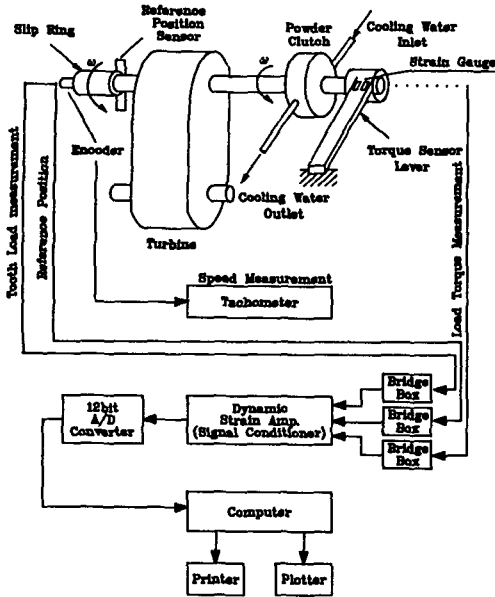 Reference
Position
Sensor
Slip Ring
ω
Powder
Clutch
Cooling Water
Inlet
ω
Strain Gauge
Encoder
Torque Sensor
Lever
Cooling Water
Outlet
Turbine
Tooth Load measurement
Reference Position
Load Torque Measurement
Speed Measurement
Tachometer
12bit
A/D
Converter
Dynamic
Strain Amp.
(Signal Conditioner)
Bridge
Box
Bridge
Box
Bridge
Box
Computer
Printer
Plotter